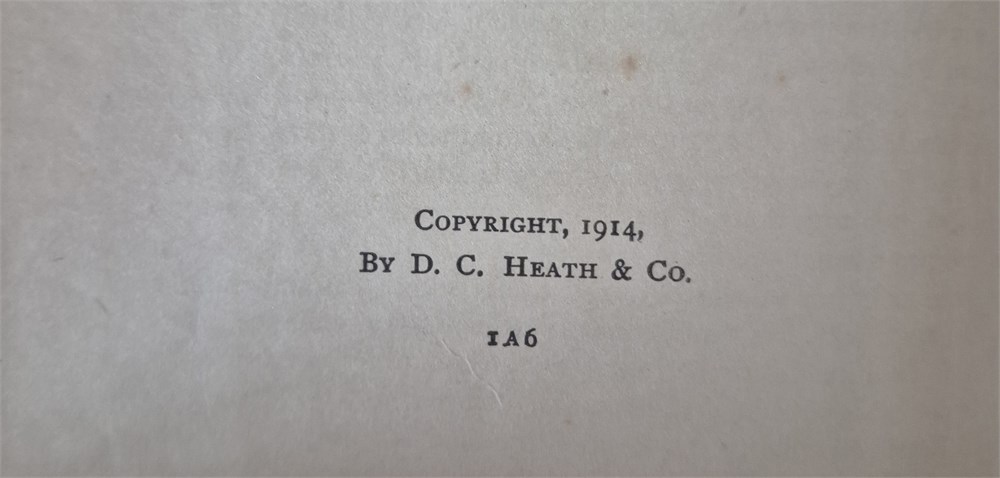 Copyright, 1914,
By D. C. Heath & Co.
1A6